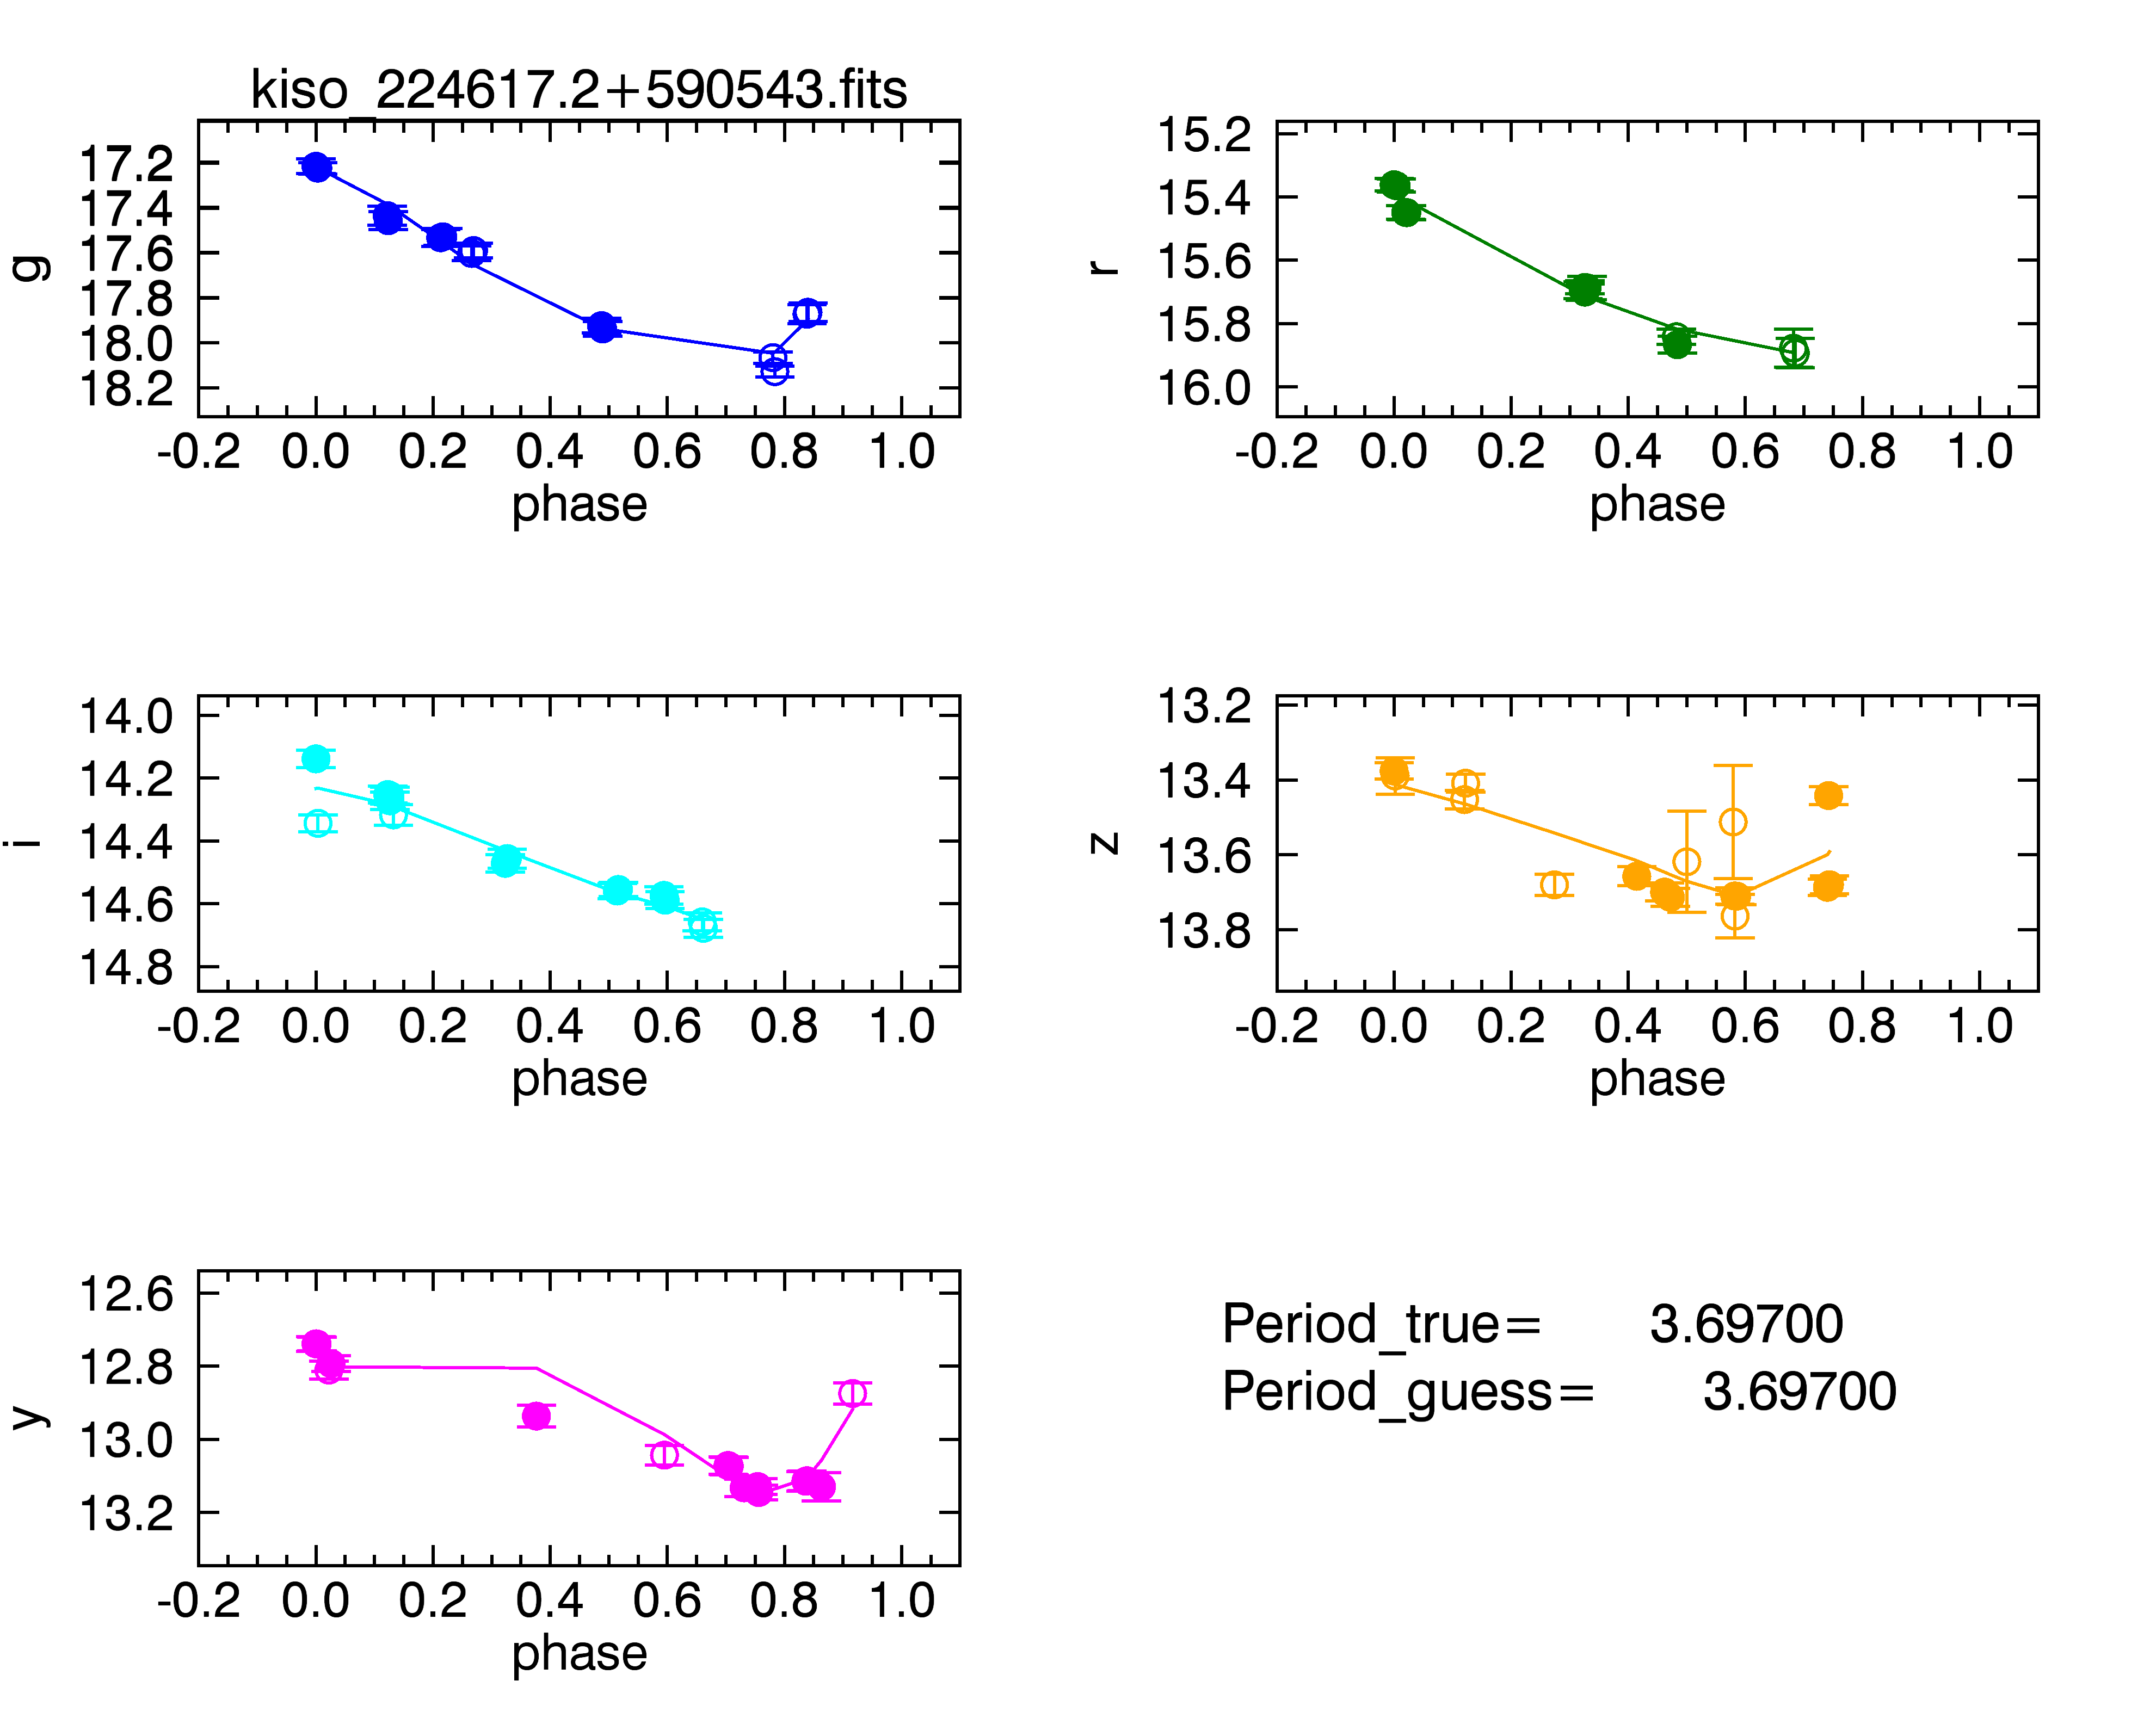 kiso_224617.2+590543.fits
g
17.2
17.4
17.6
17.8
18.0
18.2
-0.2 0.0 0.2 0.4 0.6 0.8 1.0
phase
r
15.2
15.4
15.6
15.8
16.0
-0.2 0.0 0.2 0.4 0.6 0.8 1.0
phase
i
14.0
14.2
14.4
14.6
14.8
-0.2 0.0 0.2 0.4 0.6 0.8 1.0
phase
z
13.2
13.4
13.6
13.8
-0.2 0.0 0.2 0.4 0.6 0.8 1.0
phase
y
12.6
12.8
13.0
13.2
-0.2 0.0 0.2 0.4 0.6 0.8 1.0
phase
Period_true= 3.69700
Period_guess= 3.69700